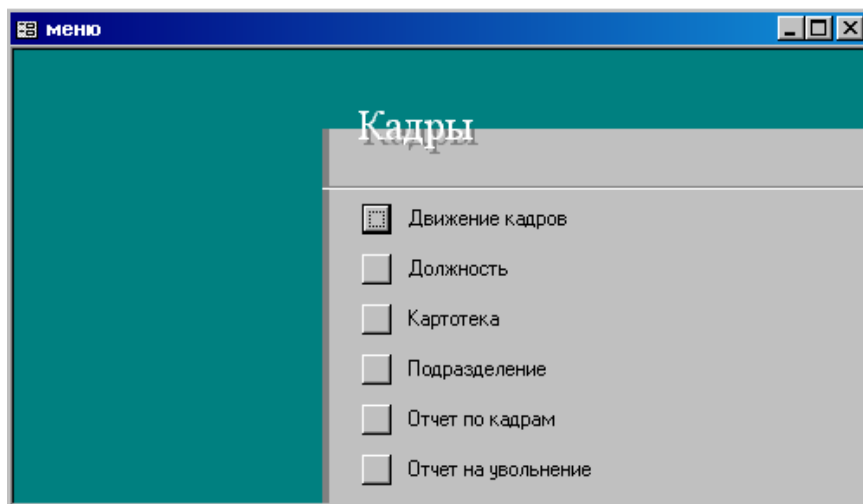 меню
Кадры
Движение кадров
Должность
Картотека
Подразделение
Отчет по кадрам
Отчет на увольнение